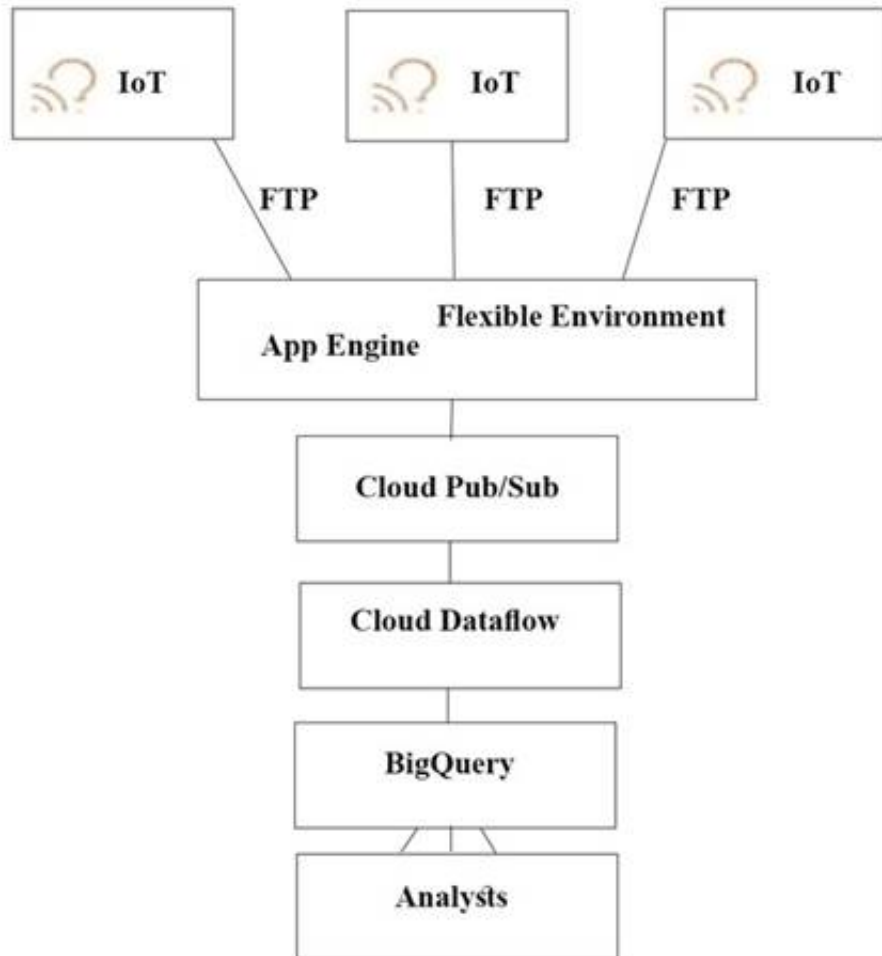 IoT
IoT
IoT
FTP
FTP
FTP
Flexible Environment
App Engine
Cloud Pub/Sub
Cloud Dataflow
BigQuery
Analysts